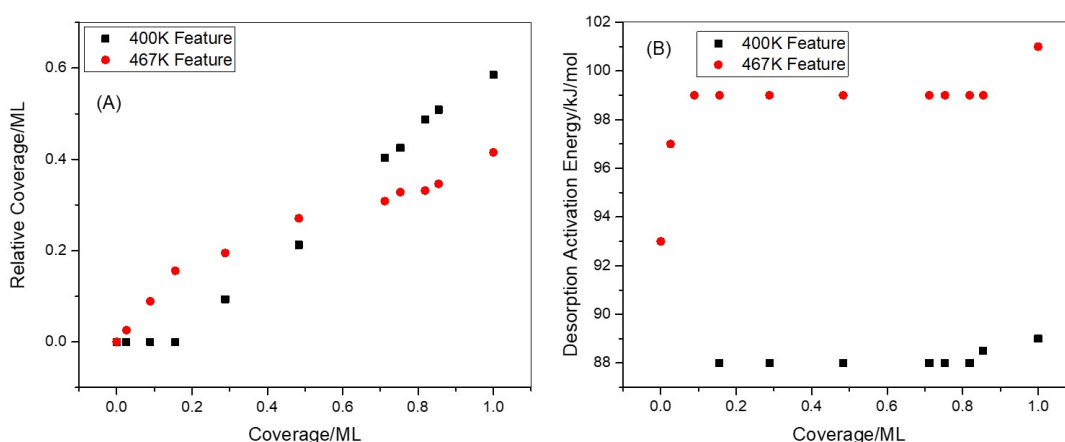 400K Feature
467K Feature
(A)
Relative Coverage/ML
0.6
0.4
0.2
0.0
0.0 0.2 0.4 0.6 0.8 1.0
Coverage/ML
400K Feature
467K Feature
(B)
Desorption Activation Energy/kJ/mol
102
100
98
96
94
92
90
88
0.0 0.2 0.4 0.6 0.8 1.0
Coverage/ML